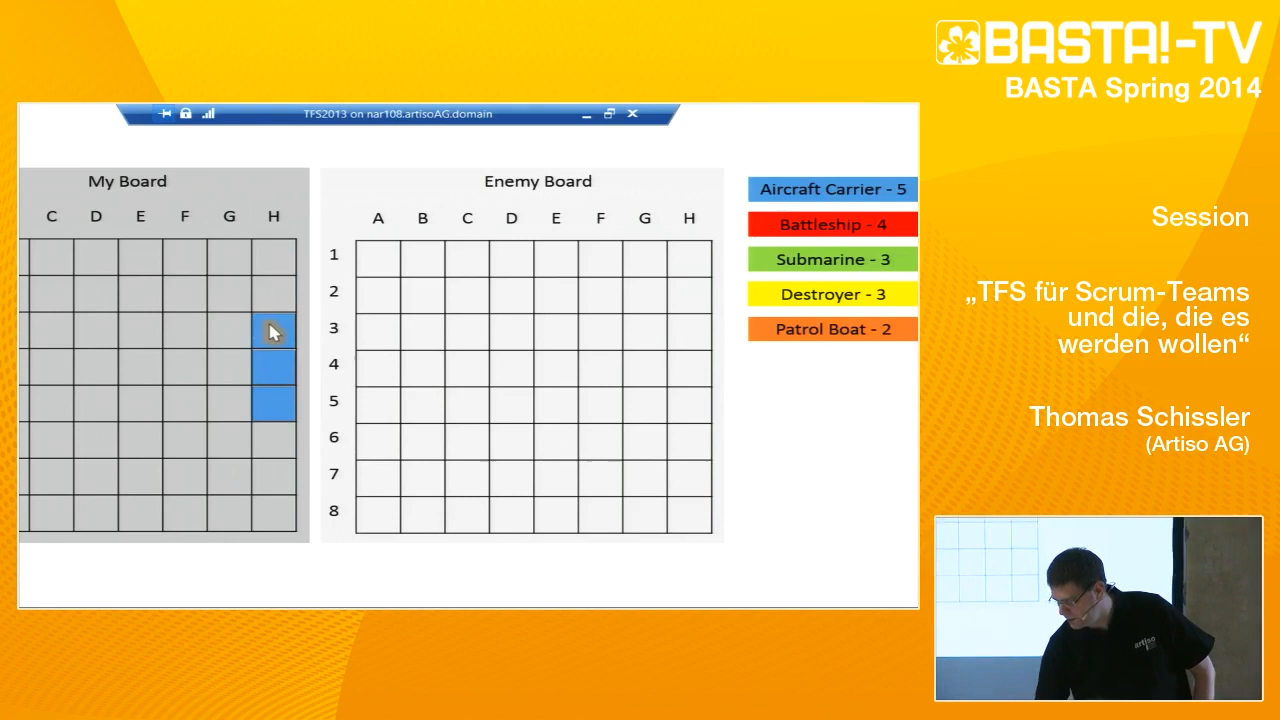 BASTA!-TV
BASTA Spring 2014
TFS2013 on nar108.artisoAG.domain
My Board
C D E F G H
Enemy Board
A B C D E F G H
1
2
3
4
5
6
7
8
Aircraft Carrier - 5
Battleship - 4
Submarine - 3
Destroyer - 3
Patrol Boat - 2
Session
„TFS für Scrum-Teams
und die, die es
werden wollen“
Thomas Schissler
(Artiso AG)
artiso